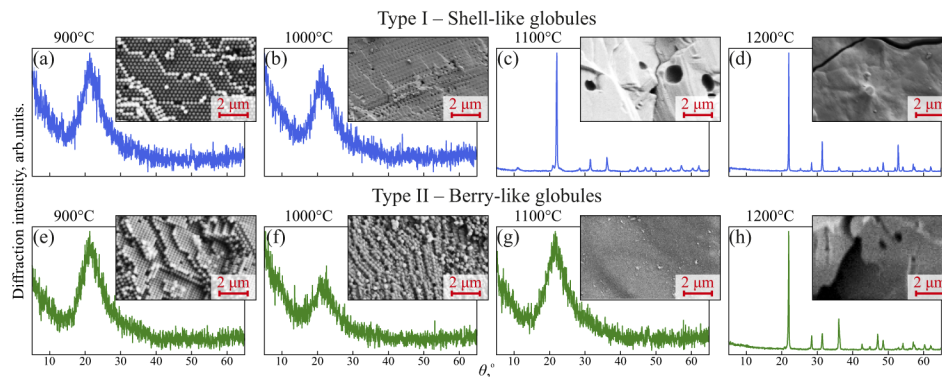 Type I – Shell-like globules
900°C 1000°C 1100°C 1200°C
(a) (b) (c) (d)
2 μm 2 μm 2 μm 2 μm
Type II – Berry-like globules
900°C 1000°C 1100°C 1200°C
(e) (f) (g) (h)
2 μm 2 μm 2 μm 2 μm
Diffraction intensity, arb.units.
10 20 30 40 50 60 10 20 30 40 50 60 10 20 30 40 50 60 10 20 30 40 50 60
θ,°